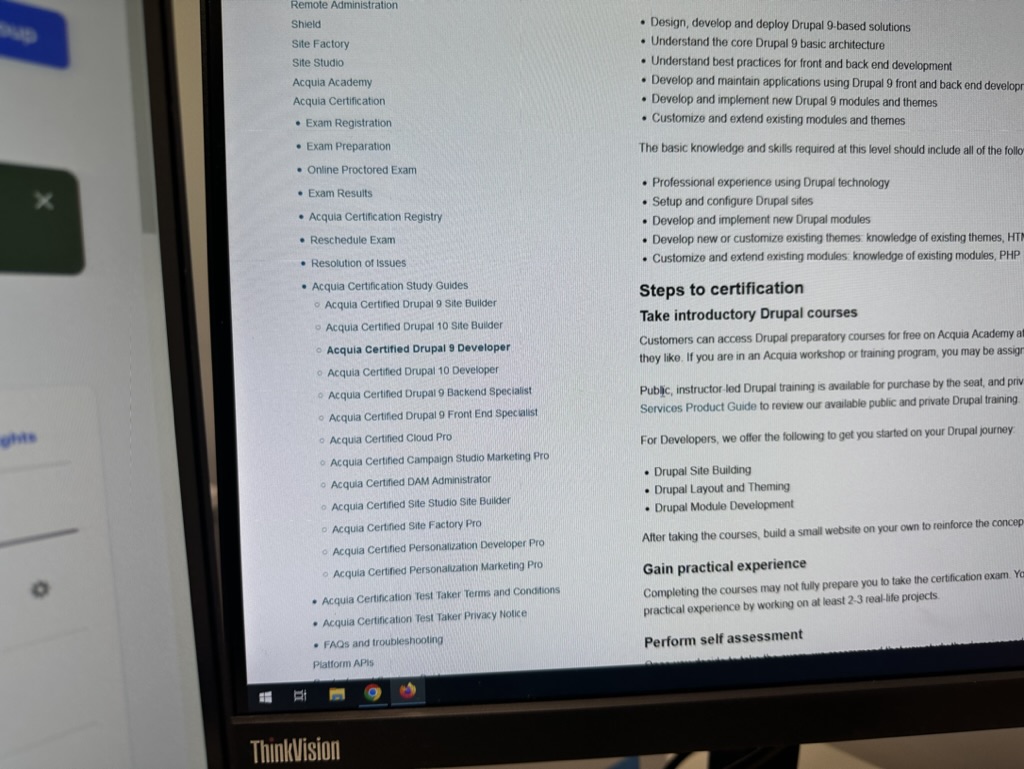 Remote Administration
Shield
Site Factory
Site Studio
Acquia Academy
Acquia Certification
• Exam Registration
• Exam Preparation
• Online Proctored Exam
• Exam Results
• Acquia Certification Registry
• Reschedule Exam
• Resolution of Issues
• Acquia Certification Study Guides
○ Acquia Certified Drupal 9 Site Builder
○ Acquia Certified Drupal 10 Site Builder
○ Acquia Certified Drupal 9 Developer
○ Acquia Certified Drupal 10 Developer
○ Acquia Certified Drupal 9 Backend Specialist
○ Acquia Certified Drupal 9 Front End Specialist
○ Acquia Certified Cloud Pro
○ Acquia Certified Campaign Studio Marketing Pro
○ Acquia Certified DAM Administrator
○ Acquia Certified Site Studio Site Builder
○ Acquia Certified Site Factory Pro
○ Acquia Certified Personalization Developer Pro
○ Acquia Certified Personalization Marketing Pro
• Acquia Certification Test Taker Terms and Conditions
• Acquia Certification Test Taker Privacy Notice
• FAQs and troubleshooting
Platform APIs
• Design, develop and deploy Drupal 9-based solutions
• Understand the core Drupal 9 basic architecture
• Understand best practices for front and back end development
• Develop and maintain applications using Drupal 9 front and back end developm
• Develop and implement new Drupal 9 modules and themes
• Customize and extend existing modules and themes
The basic knowledge and skills required at this level should include all of the follo
• Professional experience using Drupal technology
• Setup and configure Drupal sites
• Develop and implement new Drupal modules
• Develop new or customize existing themes: knowledge of existing themes, HTM
• Customize and extend existing modules: knowledge of existing modules, PHP
Steps to certification
Take introductory Drupal courses
Customers can access Drupal preparatory courses for free on Acquia Academy at
they like. If you are in an Acquia workshop or training program, you may be assign
Public, instructor-led Drupal training is available for purchase by the seat, and priv
Services Product Guide to review our available public and private Drupal training.
For Developers, we offer the following to get you started on your Drupal journey:
• Drupal Site Building
• Drupal Layout and Theming
• Drupal Module Development
After taking the courses, build a small website on your own to reinforce the concep
Gain practical experience
Completing the courses may not fully prepare you to take the certification exam. Yo
practical experience by working on at least 2-3 real-life projects.
Perform self assessment
ThinkVision